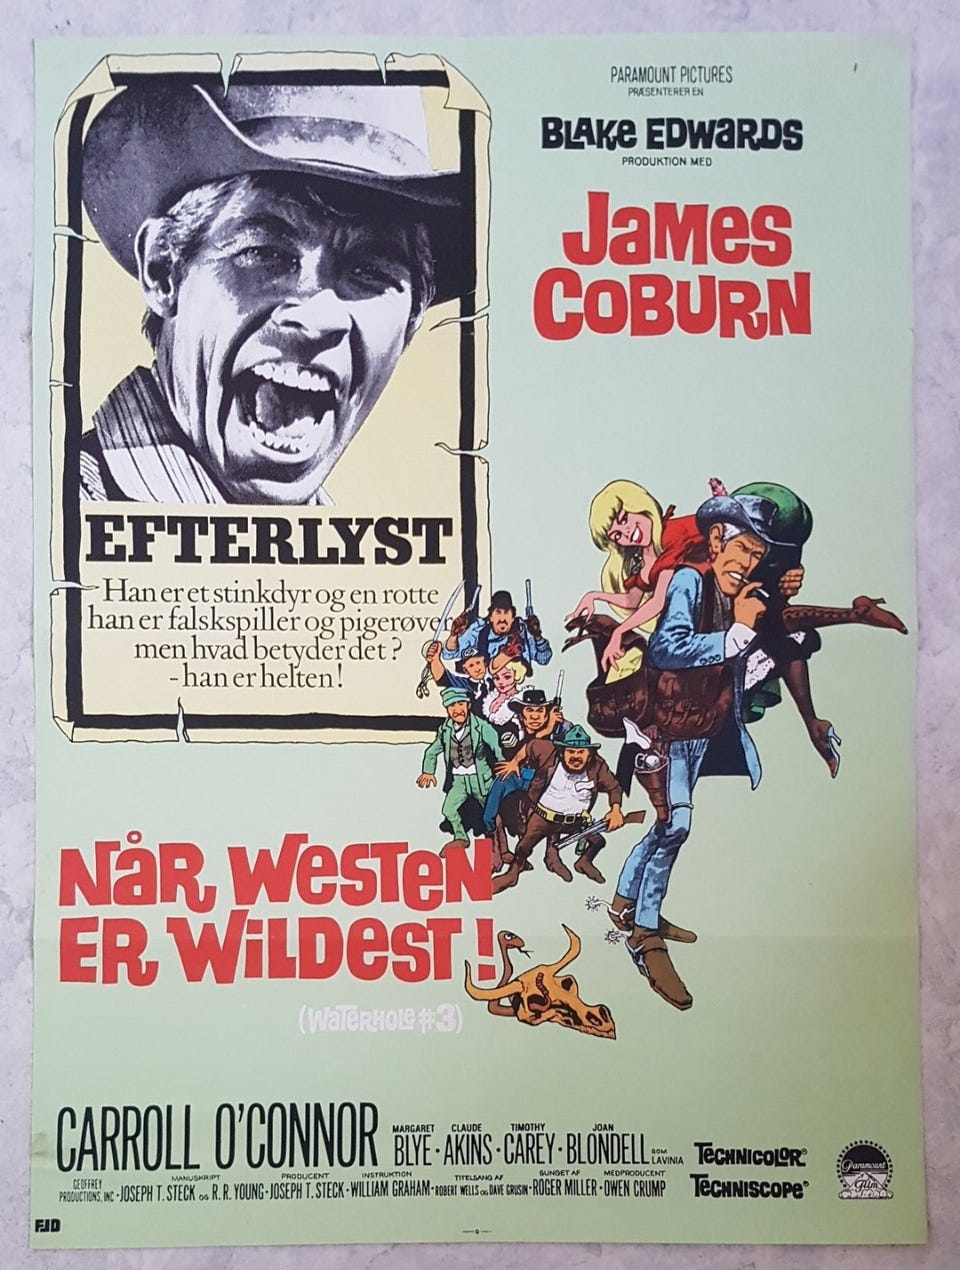 PARAMOUNT PICTURES
PRÆSENTERER EN
BLAKE EDWARDS
PRODUKTION MED
JAMES
COBURN
EFTERLYST
Han er et stinkdyr og en rotte
han er falskspiller og pigerøver
men hvad betyder det?
- han er helten!
NÅR WESTEN
ER WILDEST!
(WATERHOLE #3)
CARROLL O'CONNOR MARGARET BLYE · CLAUDE AKINS · TIMOTHY CAREY · JOAN BLONDELL SOM LAVINIA
TECHNICOLOR®
TECHNISCOPE®
GEOFFREY PRODUCTIONS, INC · MANUSKRIPT JOSEPH T. STECK OG R. R. YOUNG · PRODUCENT JOSEPH T. STECK · INSTRUKTION WILLIAM GRAHAM · TITELSANG AF ROBERT WELLS OG DAVE GRUSIN · SUNGET AF ROGER MILLER · MEDPRODUCENT OWEN CRUMP
Paramount
Film
FJD